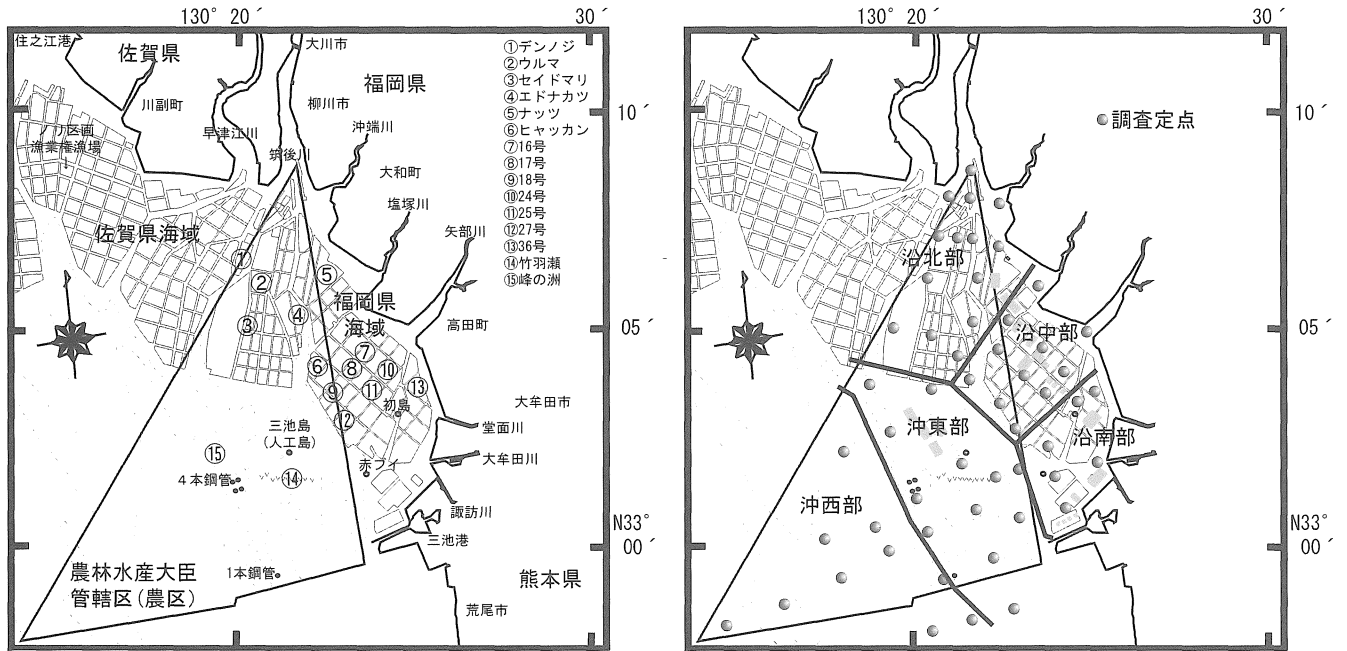 130° 20´
30´
住之江港
佐賀県
大川市
福岡県
川副町
柳川市
ノリ区画
漁業権漁場
早津江川
沖端川
筑後川
大和町
塩塚川
佐賀県海域
矢部川
福岡県
海域
高田町
大牟田市
初島
三池島
(人工島)
堂面川
赤ブイ
大牟田川
4本鋼管
諏訪川
三池港
1本鋼管
農林水産大臣
管轄区(農区)
熊本県
荒尾市
①デンノジ
②ウルマ
③セイドマリ
④エドナカツ
⑤ナッツ
⑥ヒャッカン
⑦16号
⑧17号
⑨18号
⑩24号
⑪25号
⑫27号
⑬36号
⑭竹羽瀬
⑮峰の洲
①
②
③
④
⑤
⑥
⑦
⑧
⑨
⑩
⑪
⑫
⑬
⑭
⑮
10´
05´
N33°
00´
130° 20´
30´
調査定点
沿北部
沿中部
沖東部
沿南部
沖西部
10´
05´
N33°
00´